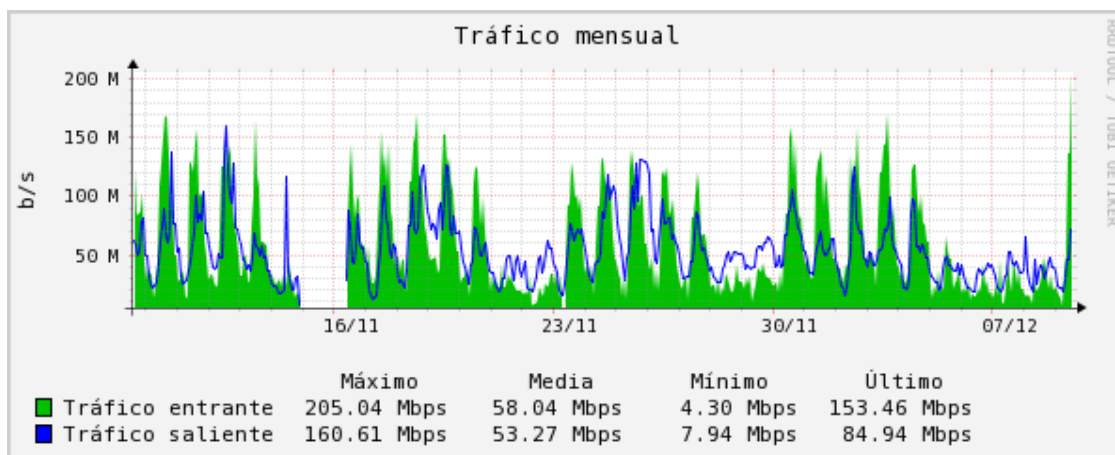 Tráfico mensual
RRDTOOL / TOBI OETIKER
200 M
150 M
100 M
50 M
b/s
16/11
23/11
30/11
07/12
Máximo Media Mínimo Último
Tráfico entrante 205.04 Mbps 58.04 Mbps 4.30 Mbps 153.46 Mbps
Tráfico saliente 160.61 Mbps 53.27 Mbps 7.94 Mbps 84.94 Mbps